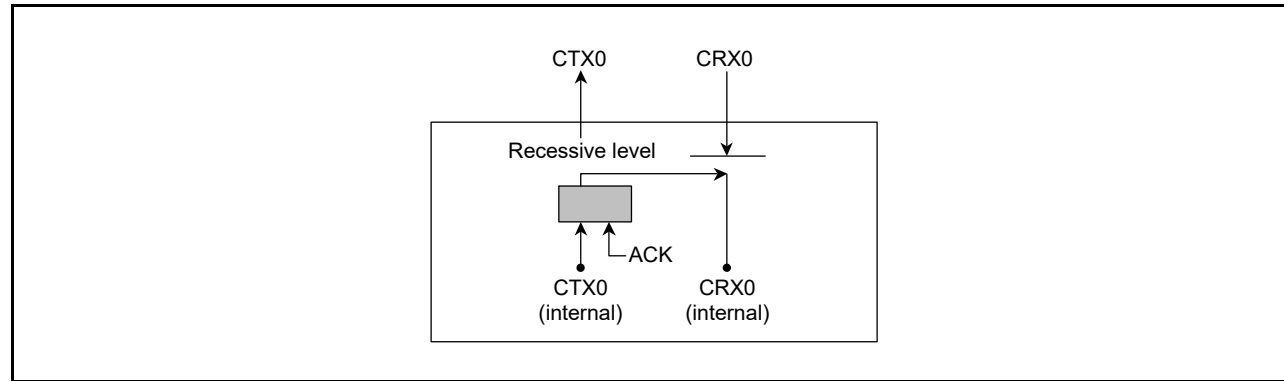 CTX0 CRX0
Recessive level
ACK
CTX0 CRX0
(internal) (internal)